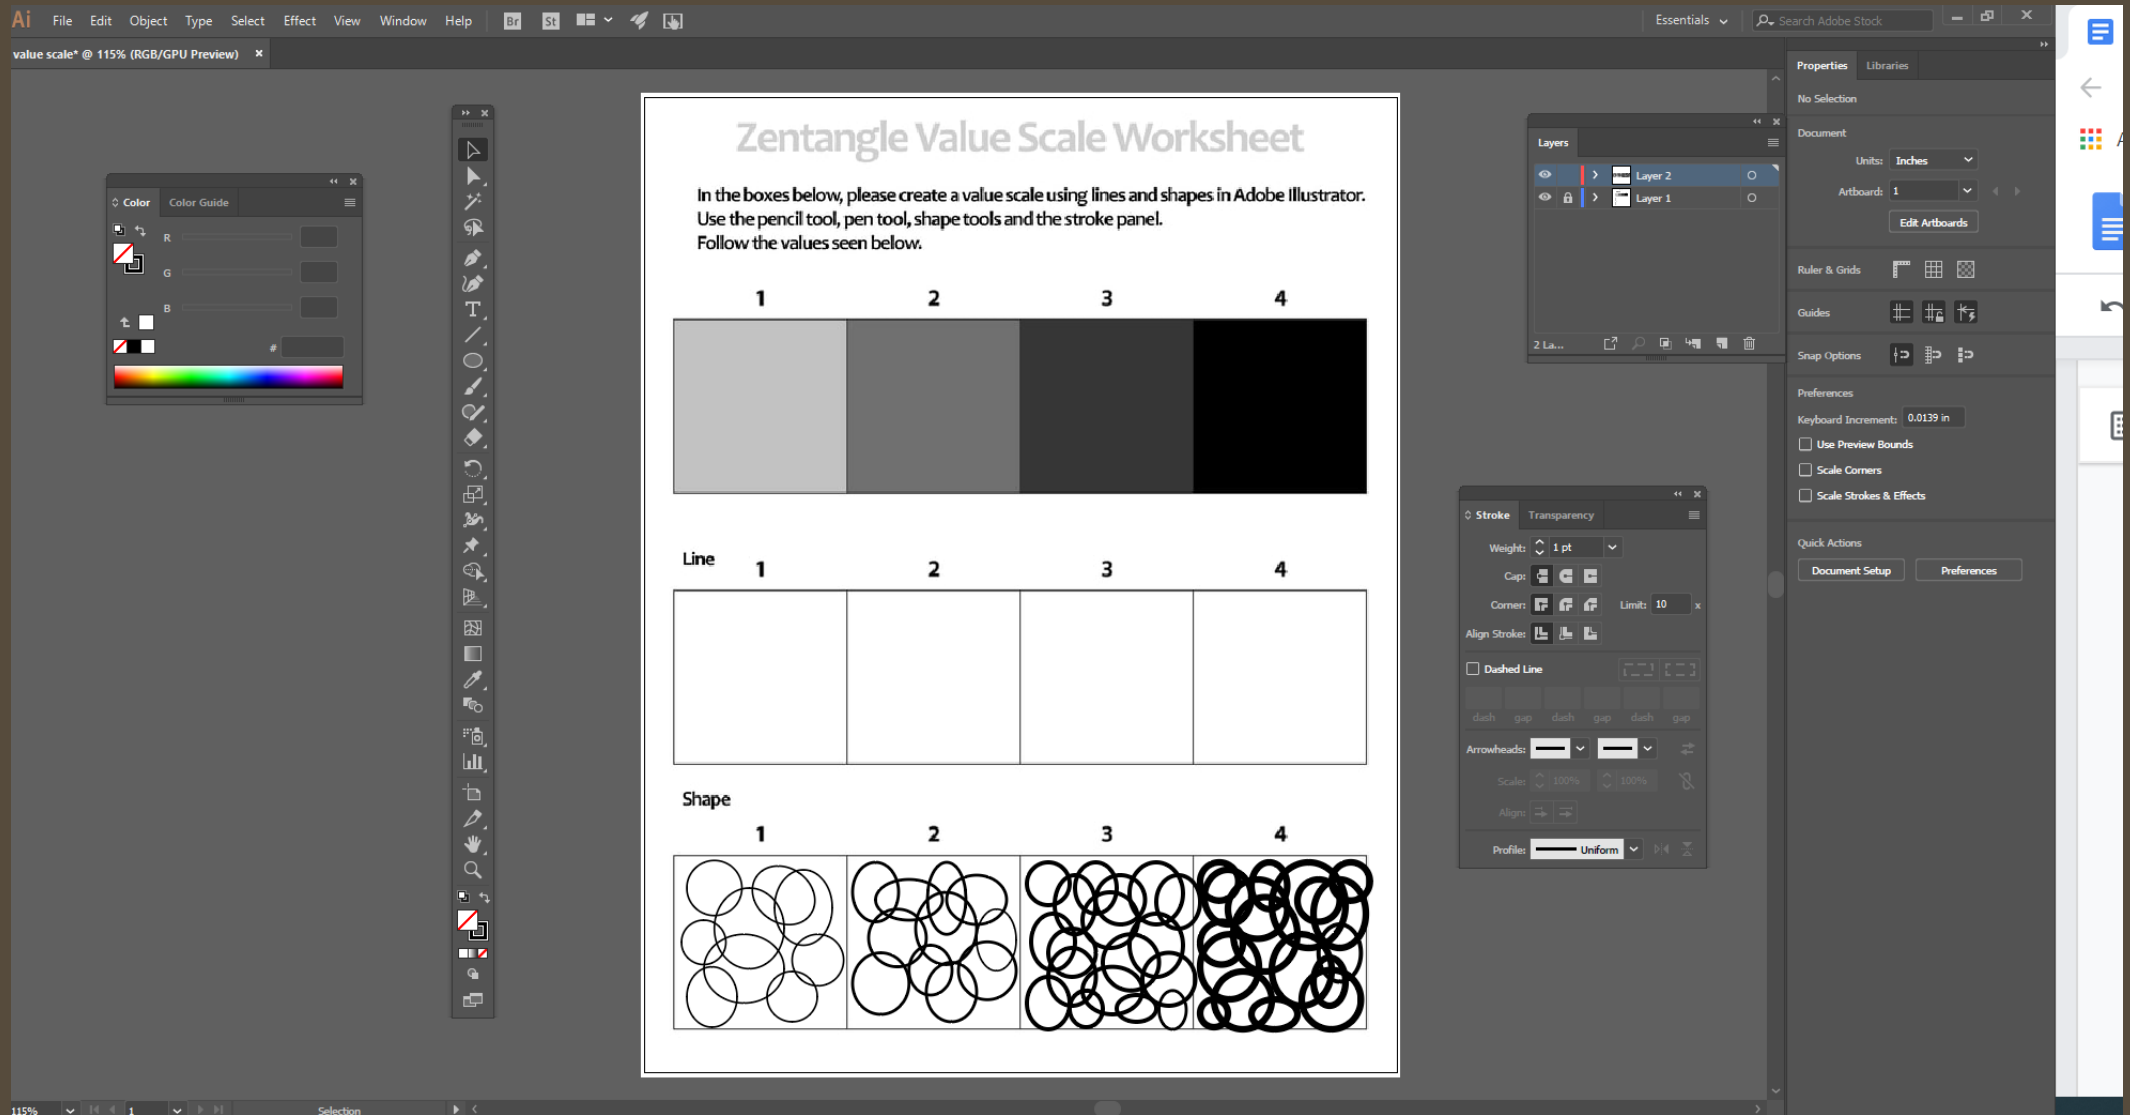 Ai File Edit Object Type Select Effect View Window Help Br St Essentials Search Adobe Stock
value scale* @ 115% (RGB/GPU Preview)
Color Color Guide
R
G
B
#
Zentangle Value Scale Worksheet
In the boxes below, please create a value scale using lines and shapes in Adobe Illustrator.
Use the pencil tool, pen tool, shape tools and the stroke panel.
Follow the values seen below.
1 2 3 4
Line
1 2 3 4
Shape
1 2 3 4
Layers
Layer 2
Layer 1
2 La...
Stroke Transparency
Weight: 1 pt
Cap:
Corner: Limit: 10 x
Align Stroke:
Dashed Line
dash gap dash gap dash gap
Arrowheads:
Scale: 100% 100%
Align:
Profile: Uniform
Properties Libraries
No Selection
Document
Units: Inches
Artboard: 1
Edit Artboards
Ruler & Grids
Guides
Snap Options
Preferences
Keyboard Increment: 0.0139 in
Use Preview Bounds
Scale Corners
Scale Strokes & Effects
Quick Actions
Document Setup Preferences
115% 1 Selection